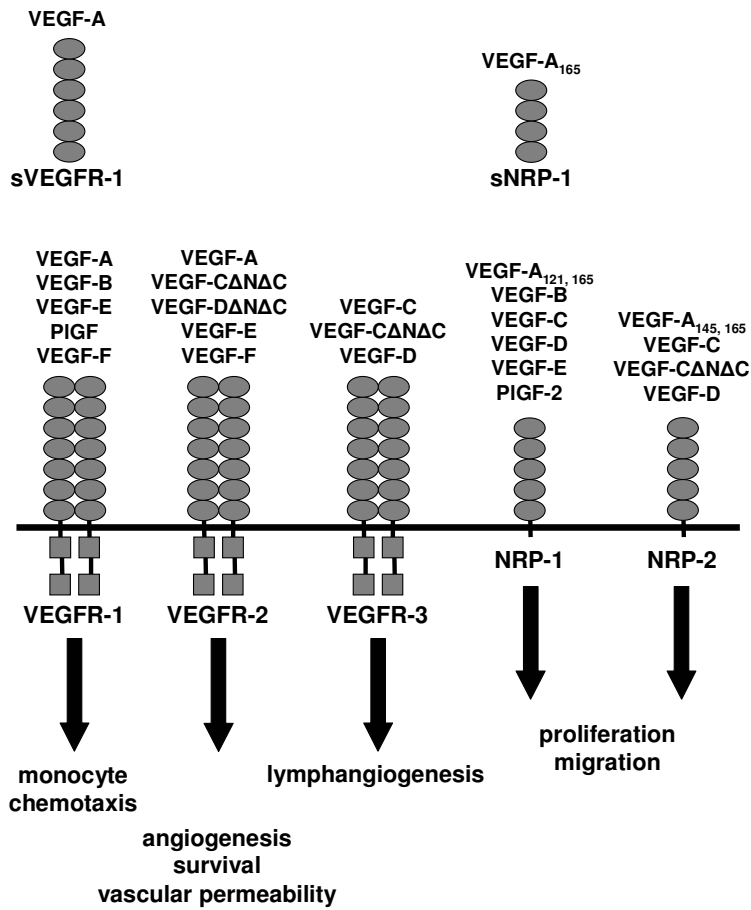 VEGF-A
sVEGFR-1
VEGF-A165
sNRP-1
VEGF-A
VEGF-B
VEGF-E
PlGF
VEGF-F
VEGF-A
VEGF-CΔNΔC
VEGF-DΔNΔC
VEGF-E
VEGF-F
VEGF-C
VEGF-CΔNΔC
VEGF-D
VEGF-A121, 165
VEGF-B
VEGF-C
VEGF-D
VEGF-E
PlGF-2
VEGF-A145, 165
VEGF-C
VEGF-CΔNΔC
VEGF-D
VEGFR-1
VEGFR-2
VEGFR-3
NRP-1
NRP-2
monocyte
chemotaxis
angiogenesis
survival
vascular permeability
lymphangiogenesis
proliferation
migration